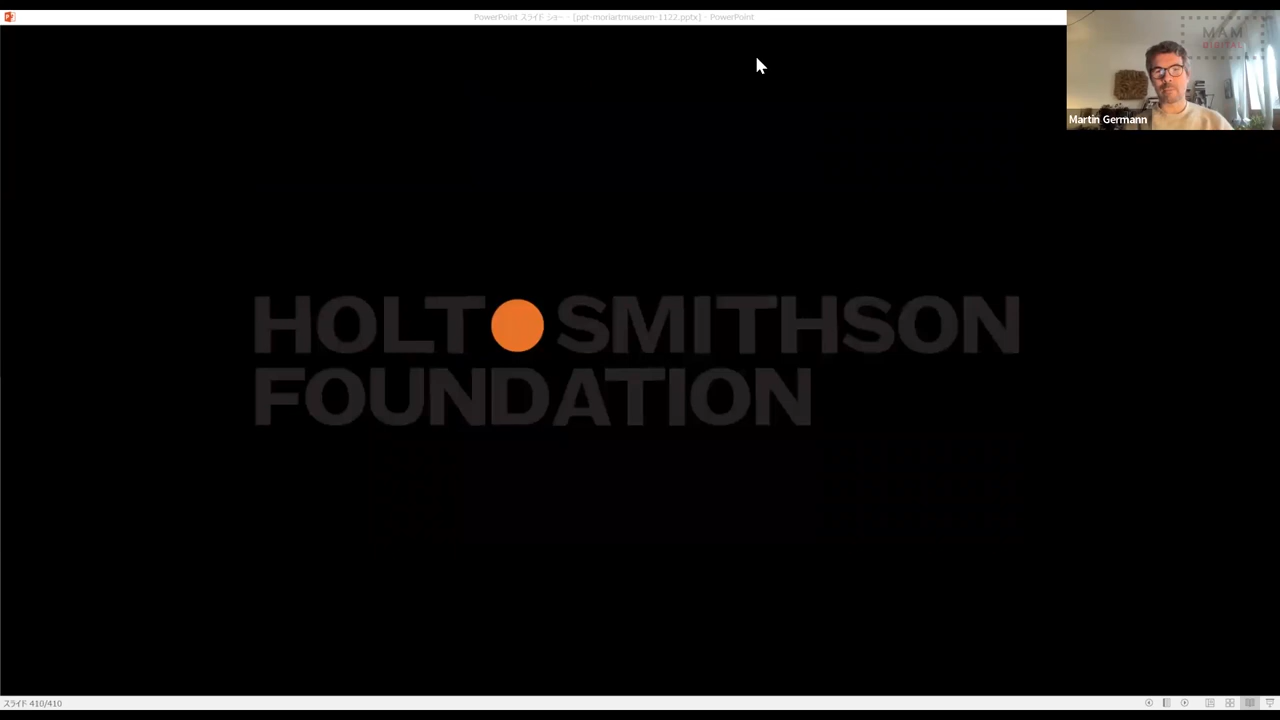 PowerPoint スライド ショー - [ppt-moriartmuseum-1122.pptx] - PowerPoint
MAM
DIGITAL
Martin Germann
HOLT SMITHSON
FOUNDATION
スライド 410/410